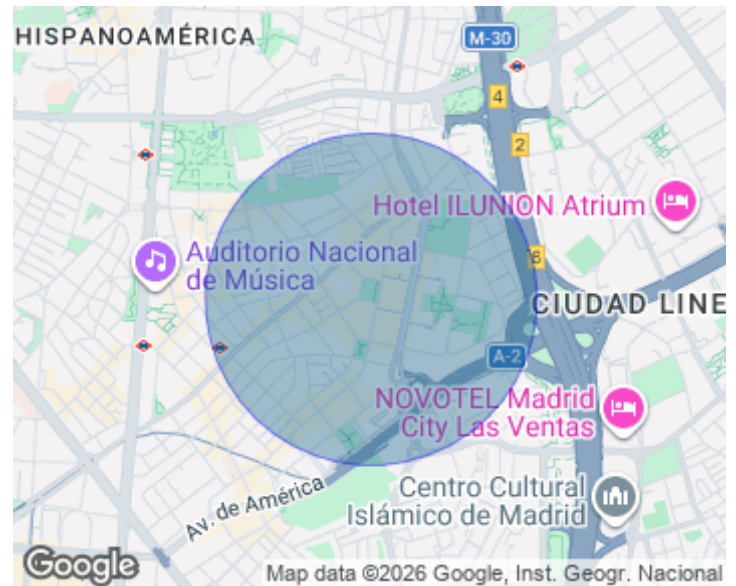 HISPANOAMÉRICA
M-30
4
2
Hotel ILUNION Atrium
Auditorio Nacional
de Música
6
CIUDAD LINE
A-2
NOVOTEL Madrid
City Las Ventas
Av. de América
Centro Cultural
Islámico de Madrid
Google
Map data ©2026 Google, Inst. Geogr. Nacional